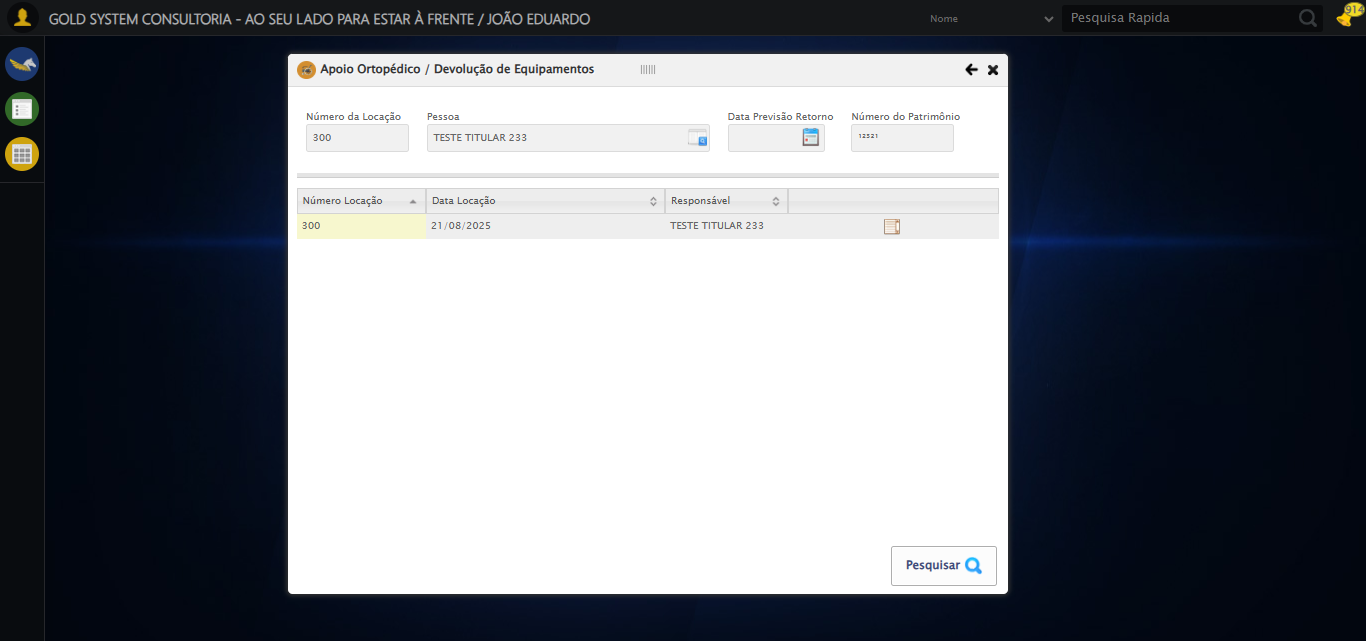 GOLD SYSTEM CONSULTORIA - AO SEU LADO PARA ESTAR À FRENTE / JOÃO EDUARDO
Nome
Pesquisa Rapida
914
Apoio Ortopédico / Devolução de Equipamentos
Número da Locação Pessoa Data Previsão Retorno Número do Patrimônio
300 TESTE TITULAR 233 12521
Número Locação Data Locação Responsável
300 21/08/2025 TESTE TITULAR 233
Pesquisar